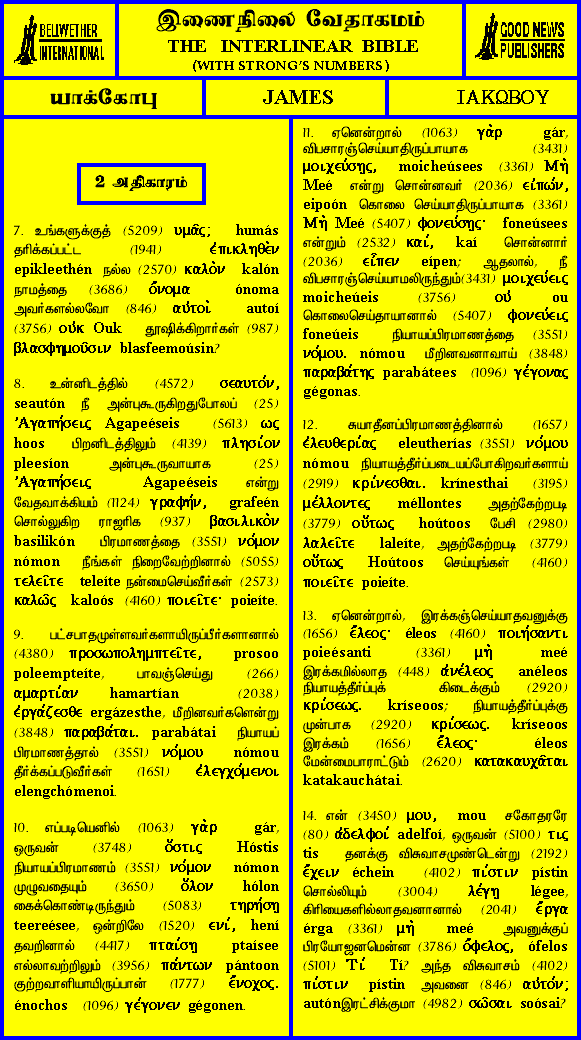 BELLWETHER
INTERNATIONAL
இணைநிலை வேதாகமம்
THE INTERLINEAR BIBLE
(WITH STRONG'S NUMBERS)
GOOD NEWS
PUBLISHERS
யாக்கோபு
JAMES
ΙΑΚΩΒΟΥ
2 அதிகாரம்
7. உங்களுக்குத் (5209) υμᾶς; humás
தரிக்கப்பட்ட (1941) ἐπικληθὲν
epikleethén நல்ல (2570) καλὸν kalón
நாமத்தை (3686) ὄνομα ónoma
அவர்களல்லவோ (846) αὐτοὶ autoí
(3756) οὐκ Ouk தூஷிக்கிறார்கள் (987)
βλασφημοῦσιν blasfeemoúsin?
8. உன்னிடத்தில் (4572) σεαυτόν,
seautón நீ அன்புகூருகிறதுபோலப் (25)
Ἀγαπήσεις Agapeéseis (5613) ως
hoos பிறனிடத்திலும் (4139) πλησίον
pleesíon அன்புகூருவாயாக (25)
Ἀγαπήσεις Agapeéseis என்று
வேதவாக்கியம் (1124) γραφήν, grafeén
சொல்லுகிற ராஜரிக (937) βασιλικὸν
basilikón பிரமாணத்தை (3551) νόμον
nómon நீங்கள் நிறைவேற்றினால் (5055)
τελεῖτε teleíte நன்மைசெய்வீர்கள் (2573)
καλῶς kaloós (4160) ποιεῖτε· poieíte.
9. பட்சபாதமுள்ளவர்களாயிருப்பீர்களானால்
(4380) προσωπολημπτεῖτε, prosoo
poleempteíte, பாவஞ்செய்து (266)
αμαρτίαν hamartían (2038)
ἐργάζεσθε ergázesthe, மீறினவர்களென்று
(3848) παραβάται. parabátai நியாயப்
பிரமாணத்தால் (3551) νόμου nómou
தீர்க்கப்படுவீர்கள் (1651) ἐλεγχόμενοι
elengchómenoi.
10. எப்படியெனில் (1063) γὰρ gár,
ஒருவன் (3748) ὅστις Hóstis
நியாயப்பிரமாணம் (3551) νόμον nómon
முழுவதையும் (3650) ὅλον hólon
கைக்கொண்டிருந்தும் (5083) τηρήσῃ
teereésee, ஒன்றிலே (1520) ενί, hení
தவறினால் (4417) πταίσῃ ptaísee
எல்லாவற்றிலும் (3956) πάντων pántoon
குற்றவாளியாயிருப்பான் (1777) ἔνοχος.
énochos (1096) γέγονεν gégonen.
11. ஏனென்றால் (1063) γὰρ gár,
விபசாரஞ்செய்யாதிருப்பாயாக (3431)
μοιχεύσῃς, moicheúsees (3361) Μὴ
Meé என்று சொன்னவர் (2036) εἰπών,
eipoón கொலை செய்யாதிருப்பாயாக (3361)
Μὴ Meé (5407) φονεύσῃς· foneúsees
என்றும் (2532) καί, kaí சொன்னார்
(2036) εἶπεν eípen; ஆதலால், நீ
விபசாரஞ்செய்யாமலிருந்தும்(3431) μοιχεύεις
moicheúeis (3756) οὐ ou
கொலைசெய்தாயானால் (5407) φονεύεις
foneúeis நியாயப்பிரமாணத்தை (3551)
νόμου. nómou மீறினவனாவாய் (3848)
παραβάτης parabátees (1096) γέγονας
gégonas.
12. சுயாதீனப்பிரமாணத்தினால் (1657)
ἐλευθερίας eleutherías (3551) νόμου
nómou நியாயத்தீர்ப்படையப்போகிறவர்களாய்
(2919) κρίνεσθαι. krínesthai (3195)
μέλλοντες méllontes அதற்கேற்றபடி
(3779) οὕτως hoútoos பேசி (2980)
λαλεῖτε laleíte, அதற்கேற்றபடி (3779)
οὕτως Hoútoos செய்யுங்கள் (4160)
ποιεῖτε poieíte.
13. ஏனென்றால், இரக்கஞ்செய்யாதவனுக்கு
(1656) ἔλεος· éleos (4160) ποιήσαντι
poieésanti (3361) μὴ meé
இரக்கமில்லாத (448) ἀνέλεος anéleos
நியாயத்தீர்ப்புக் கிடைக்கும் (2920)
κρίσεως. kríseoos; நியாயத்தீர்ப்புக்கு
முன்பாக (2920) κρίσεως. kríseoos
இரக்கம் (1656) ἔλεος· éleos
மேன்மைபாராட்டும் (2620) κατακαυχᾶται
katakauchátai.
14. என் (3450) μου, mou சகோதரரே
(80) ἀδελφοί adelfoí, ஒருவன் (5100) τις
tis தனக்கு விசுவாசமுண்டென்று (2192)
ἔχειν échein (4102) πίστιν pístin
சொல்லியும் (3004) λέγῃ légee,
கிரியைகளில்லாதவனானால் (2041) ἔργα
érga (3361) μὴ meé அவனுக்குப்
பிரயோஜனமென்ன (3786) ὄφελος, ófelos
(5101) Τί Tí? அந்த விசுவாசம் (4102)
πίστιν pístin அவனை (846) αὐτόν;
autónஇரட்சிக்குமா (4982) σῶσαι soósai?